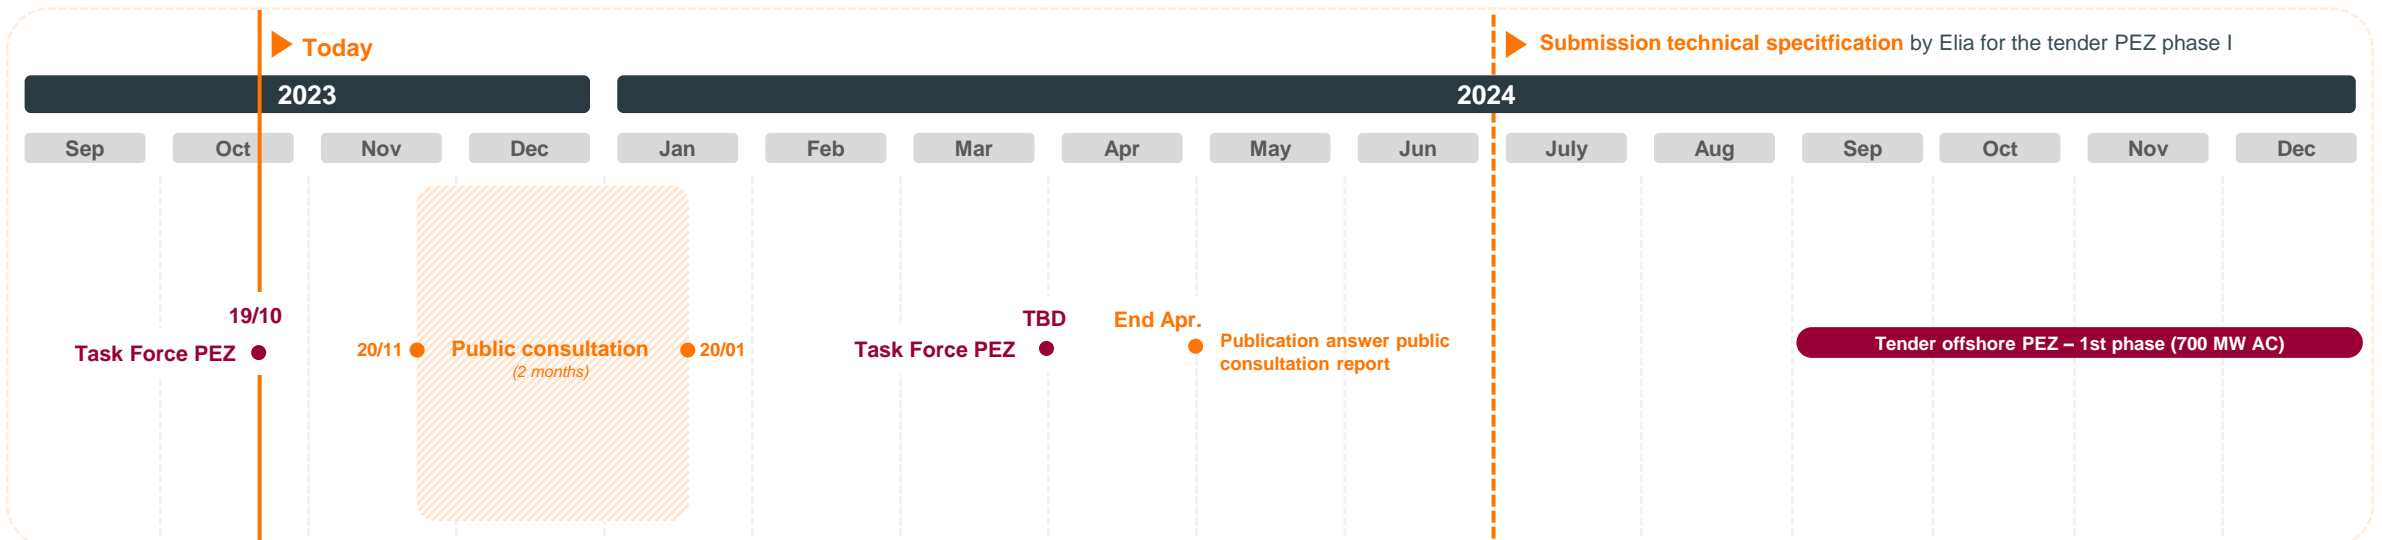 Today
Submission technical specitfication by Elia for the tender PEZ phase I
2023
2024
Sep
Oct
Nov
Dec
Jan
Feb
Mar
Apr
May
Jun
July
Aug
Sep
Oct
Nov
Dec
19/10
Task Force PEZ
20/11
Public consultation
(2 months)
20/01
TBD
Task Force PEZ
End Apr.
Publication answer public
consultation report
Tender offshore PEZ – 1st phase (700 MW AC)